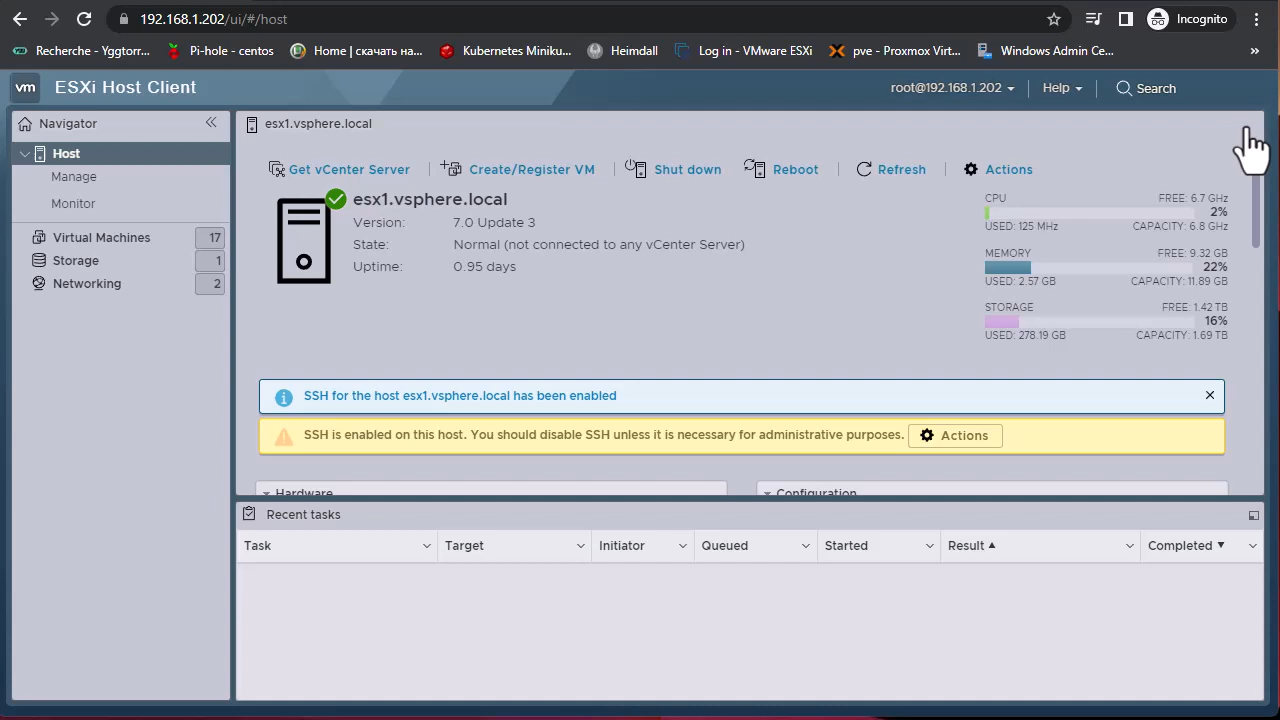 192.168.1.202/ui/#/host
Incognito
Recherche - Yggtorr...
Pi-hole - centos
Home | скачать на...
Kubernetes Miniku...
Heimdall
Log in - VMware ESXi
pve - Proxmox Virt...
Windows Admin Ce...
»
vm
ESXi Host Client
root@192.168.1.202
Help
Search
Navigator
esx1.vsphere.local
Host
Manage
Monitor
Virtual Machines 17
Storage 1
Networking 2
Get vCenter Server
Create/Register VM
Shut down
Reboot
Refresh
Actions
esx1.vsphere.local
Version: 7.0 Update 3
State: Normal (not connected to any vCenter Server)
Uptime: 0.95 days
CPU FREE: 6.7 GHz
2%
USED: 125 MHz CAPACITY: 6.8 GHz
MEMORY FREE: 9.32 GB
22%
USED: 2.57 GB CAPACITY: 11.89 GB
STORAGE FREE: 1.42 TB
16%
USED: 278.19 GB CAPACITY: 1.69 TB
SSH for the host esx1.vsphere.local has been enabled
SSH is enabled on this host. You should disable SSH unless it is necessary for administrative purposes. Actions
Hardware
Configuration
Recent tasks
Task Target Initiator Queued Started Result Completed